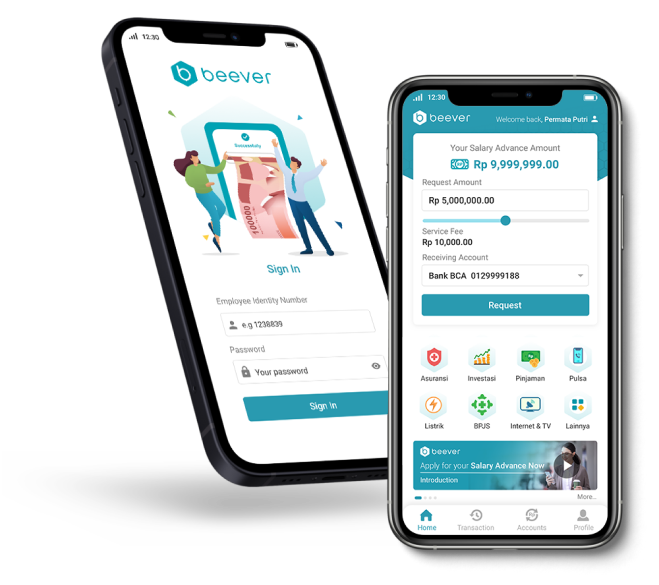 12:30
beever
Successfully
100000
Sign In
Employee Identity Number
e.g 1238839
Password
Your password
Sign in
12:30
beever
Welcome back, Permata Putri
Your Salary Advance Amount
Rp 9,999,999.00
Request Amount
Rp 5,000,000.00
Service Fee
Rp 10,000.00
Receiving Account
Bank BCA 0129999188
Request
Asuransi Investasi Pinjaman Pulsa
Listrik BPJS Internet & TV Lainnya
beever
Apply for your Salary Advance Now
Introduction
More...
Home Transaction Accounts Profile